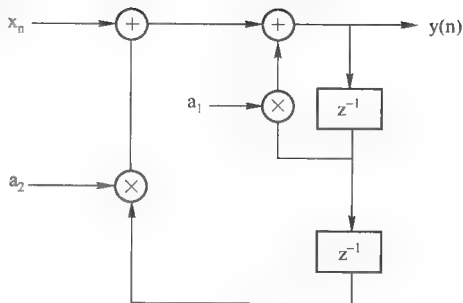 xₙ
+
+
y(n)
a₁
×
z⁻¹
a₂
×
z⁻¹